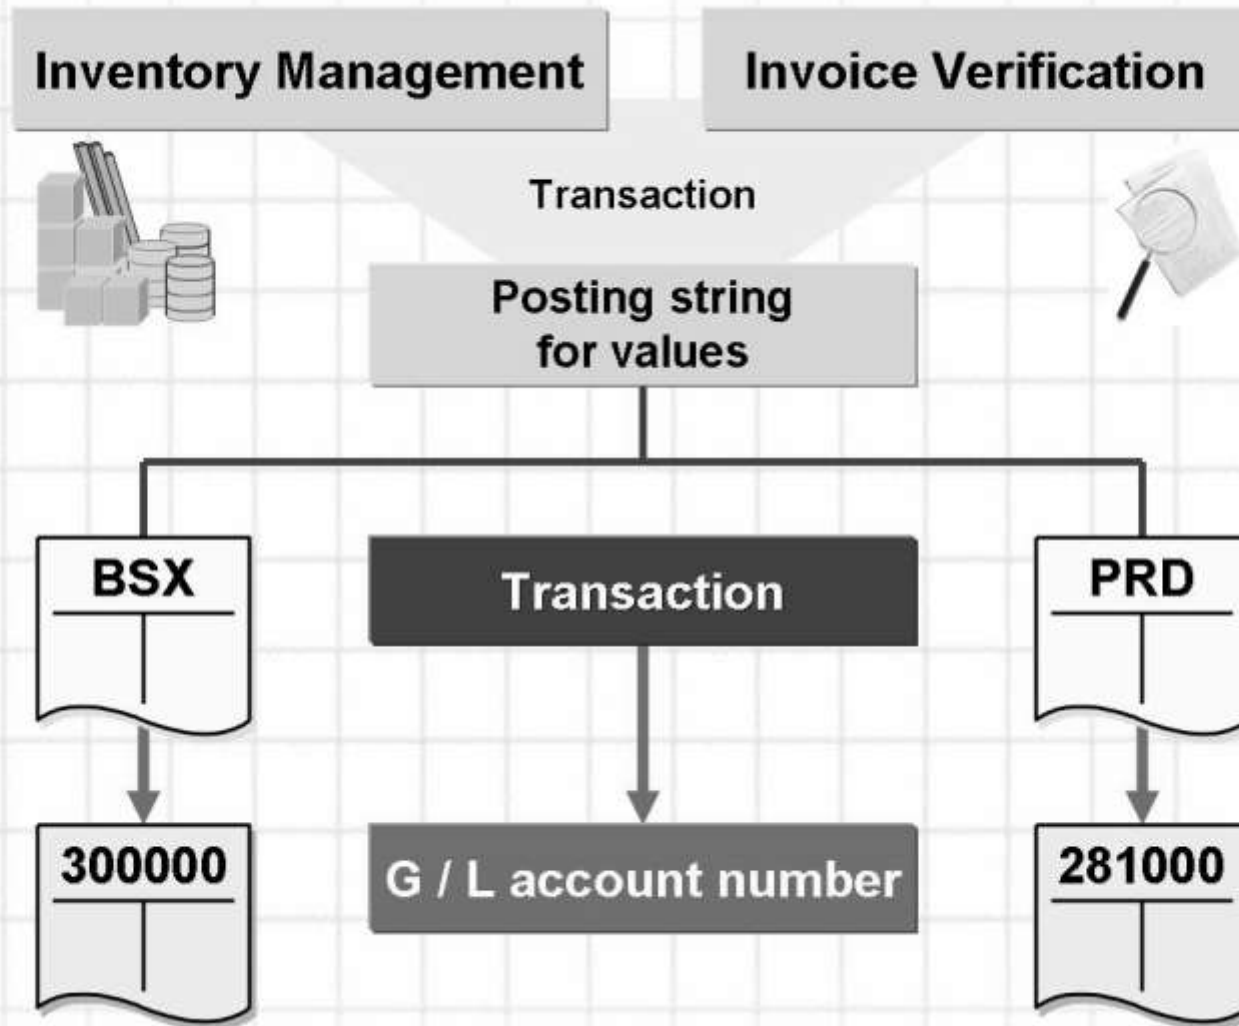 Inventory Management
Invoice Verification
Transaction
Posting string
for values
BSX
Transaction
PRD
300000
G / L account number
281000